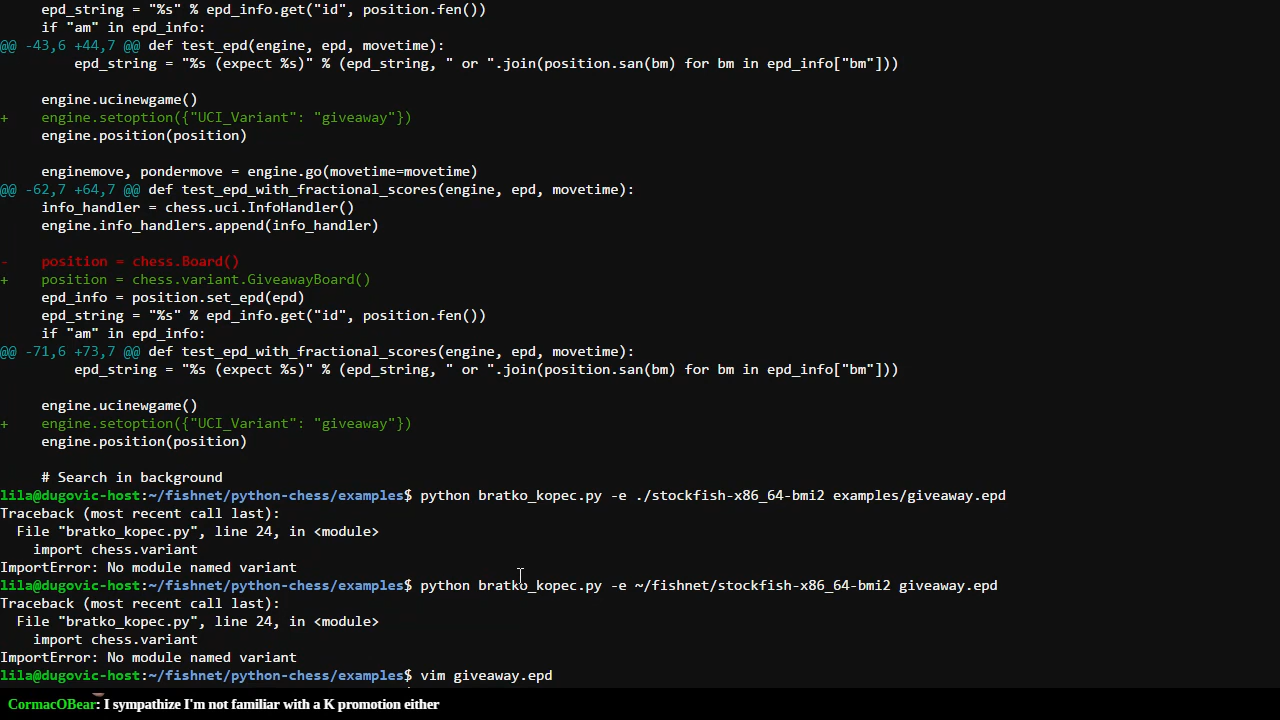 epd_string = "%s" % epd_info.get("id", position.fen())
     if "am" in epd_info:
@@ -43,6 +44,7 @@ def test_epd(engine, epd, movetime):
         epd_string = "%s (expect %s)" % (epd_string, " or ".join(position.san(bm) for bm in epd_info["bm"]))
     engine.ucinewgame()
+    engine.setoption({"UCI_Variant": "giveaway"})
     engine.position(position)
     enginemove, pondermove = engine.go(movetime=movetime)
@@ -62,7 +64,7 @@ def test_epd_with_fractional_scores(engine, epd, movetime):
     info_handler = chess.uci.InfoHandler()
     engine.info_handlers.append(info_handler)
-    position = chess.Board()
+    position = chess.variant.GiveawayBoard()
     epd_info = position.set_epd(epd)
     epd_string = "%s" % epd_info.get("id", position.fen())
     if "am" in epd_info:
@@ -71,6 +73,7 @@ def test_epd_with_fractional_scores(engine, epd, movetime):
         epd_string = "%s (expect %s)" % (epd_string, " or ".join(position.san(bm) for bm in epd_info["bm"]))
     engine.ucinewgame()
+    engine.setoption({"UCI_Variant": "giveaway"})
     engine.position(position)
     # Search in background
lila@dugovic-host:~/fishnet/python-chess/examples$ python bratko_kopec.py -e ./stockfish-x86_64-bmi2 examples/giveaway.epd
Traceback (most recent call last):
  File "bratko_kopec.py", line 24, in <module>
    import chess.variant
ImportError: No module named variant
lila@dugovic-host:~/fishnet/python-chess/examples$ python bratko_kopec.py -e ~/fishnet/stockfish-x86_64-bmi2 giveaway.epd
Traceback (most recent call last):
  File "bratko_kopec.py", line 24, in <module>
    import chess.variant
ImportError: No module named variant
lila@dugovic-host:~/fishnet/python-chess/examples$ vim giveaway.epd
CormacOBear: I sympathize I'm not familiar with a K promotion either